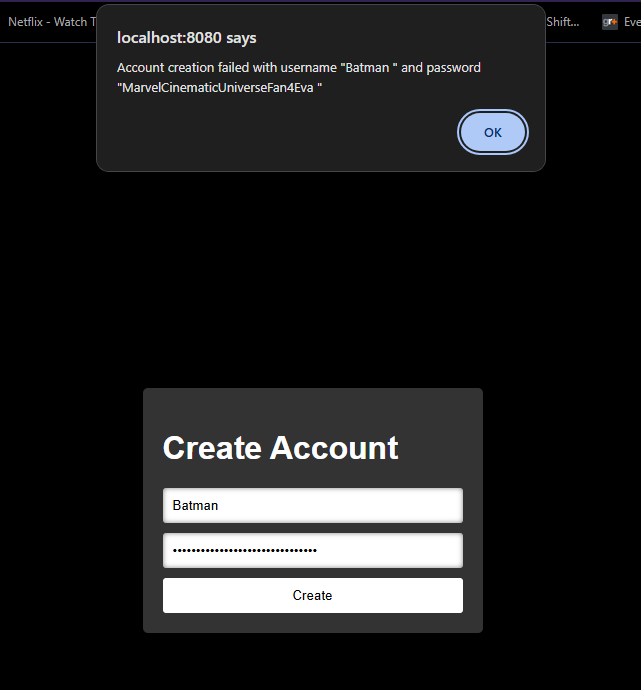 Netflix - Watch T
Shift...
gr+
Eve
localhost:8080 says
Account creation failed with username "Batman " and password
"MarvelCinematicUniverseFan4Eva "
OK
Create Account
Batman
•••••••••••••••••••••••••••••••
Create